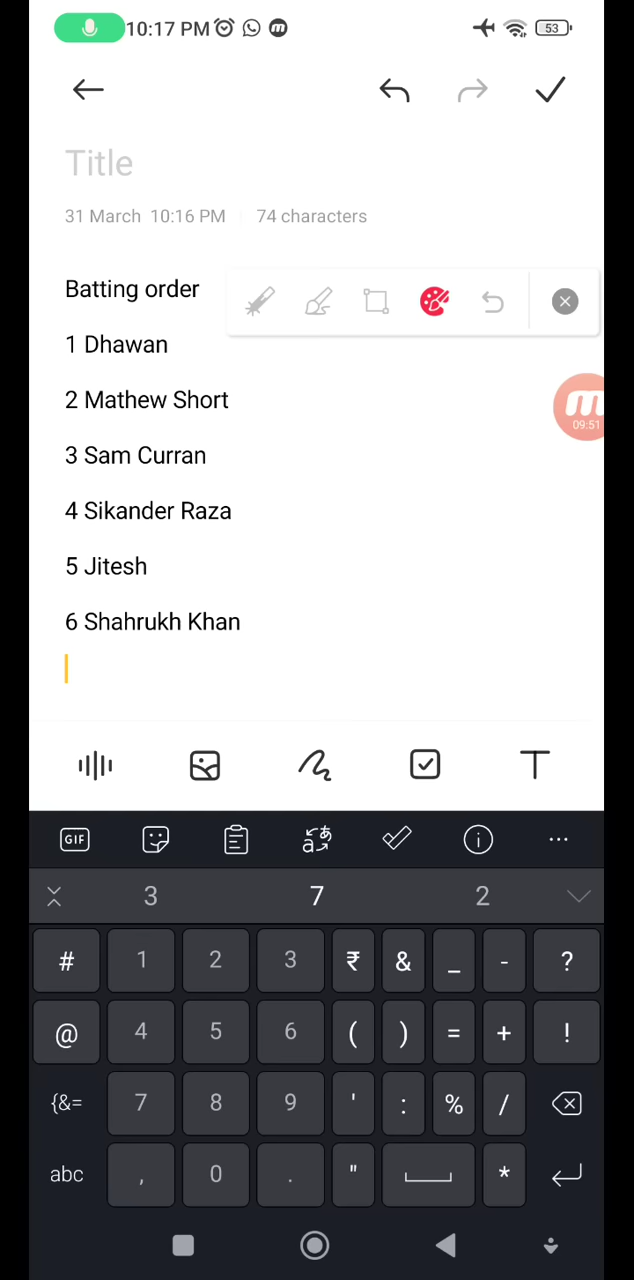 10:17 PM
53
Title
31 March 10:16 PM 74 characters
Batting order
1 Dhawan
2 Mathew Short
09:51
3 Sam Curran
4 Sikander Raza
5 Jitesh
6 Shahrukh Khan
T
GIF
aあ
3 7 2
# 1 2 3 ₹ & _ - ?
@ 4 5 6 ( ) = + !
{&= 7 8 9 ' : % /
abc , 0 . " *